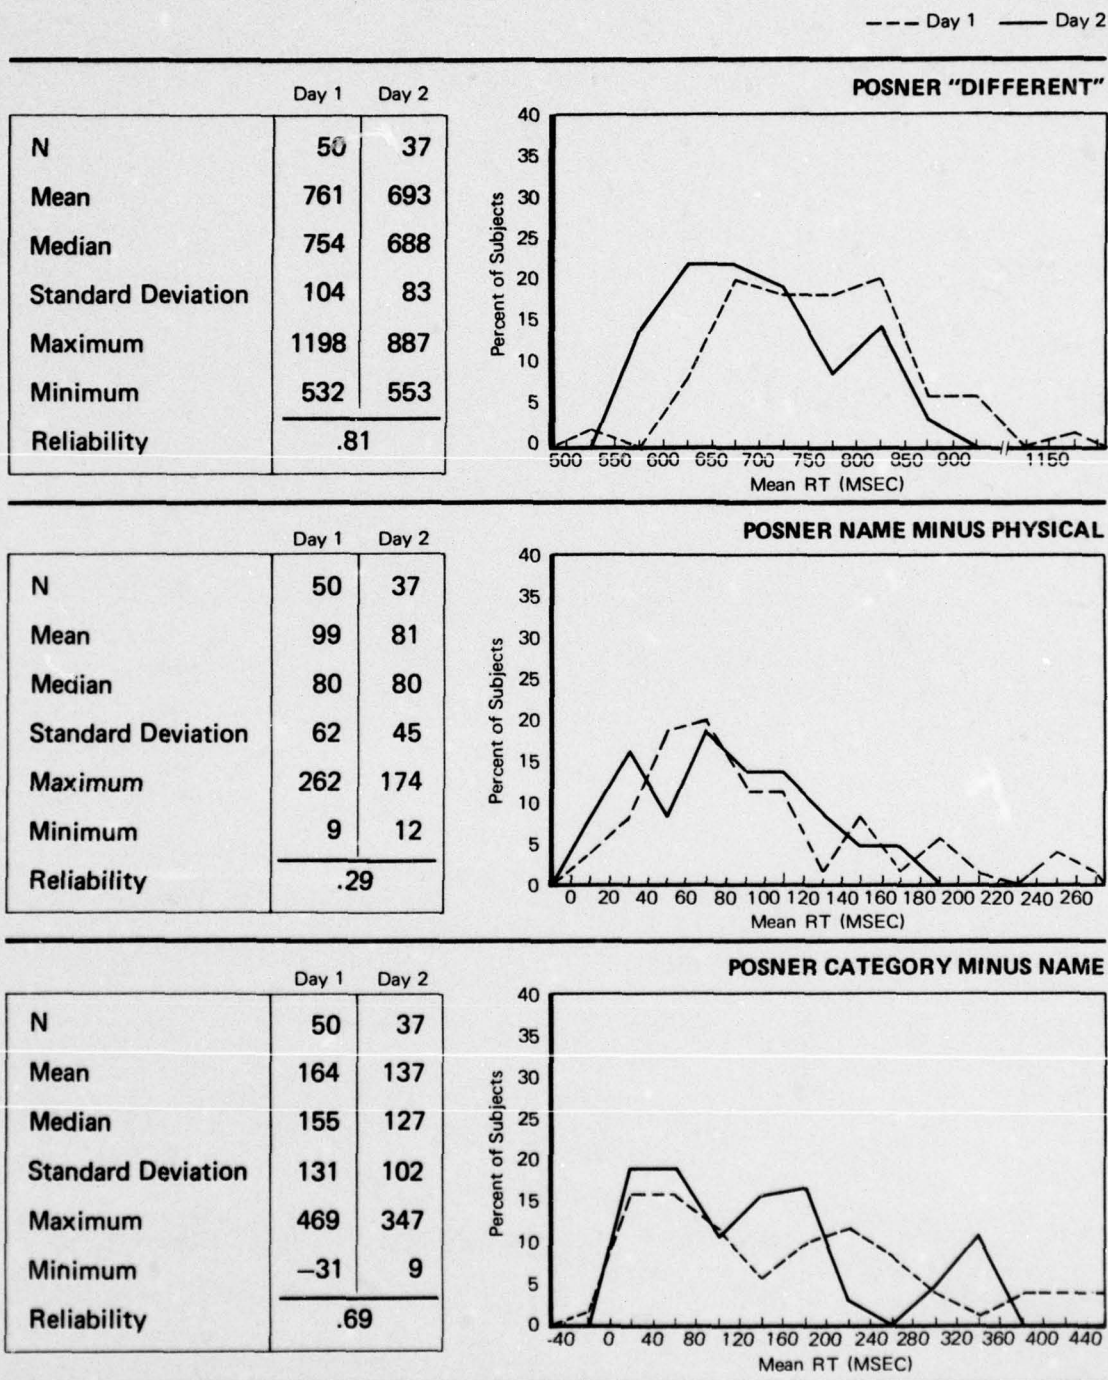 --- Day 1 —— Day 2
POSNER "DIFFERENT"
Day 1 Day 2
N 50 37
Mean 761 693
Median 754 688
Standard Deviation 104 83
Maximum 1198 887
Minimum 532 553
Reliability .81
Percent of Subjects
40
35
30
25
20
15
10
5
0
500 550 600 650 700 750 800 850 900 1150
Mean RT (MSEC)
POSNER NAME MINUS PHYSICAL
Day 1 Day 2
N 50 37
Mean 99 81
Median 80 80
Standard Deviation 62 45
Maximum 262 174
Minimum 9 12
Reliability .29
Percent of Subjects
40
35
30
25
20
15
10
5
0
0 20 40 60 80 100 120 140 160 180 200 220 240 260
Mean RT (MSEC)
POSNER CATEGORY MINUS NAME
Day 1 Day 2
N 50 37
Mean 164 137
Median 155 127
Standard Deviation 131 102
Maximum 469 347
Minimum −31 9
Reliability .69
Percent of Subjects
40
35
30
25
20
15
10
5
0
-40 0 40 80 120 160 200 240 280 320 360 400 440
Mean RT (MSEC)